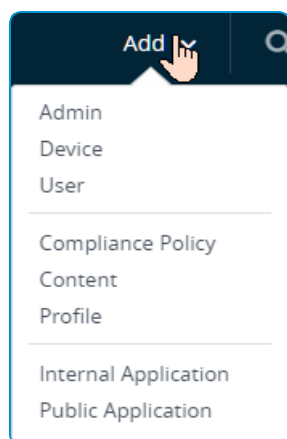 Add
Admin
Device
User
Compliance Policy
Content
Profile
Internal Application
Public Application